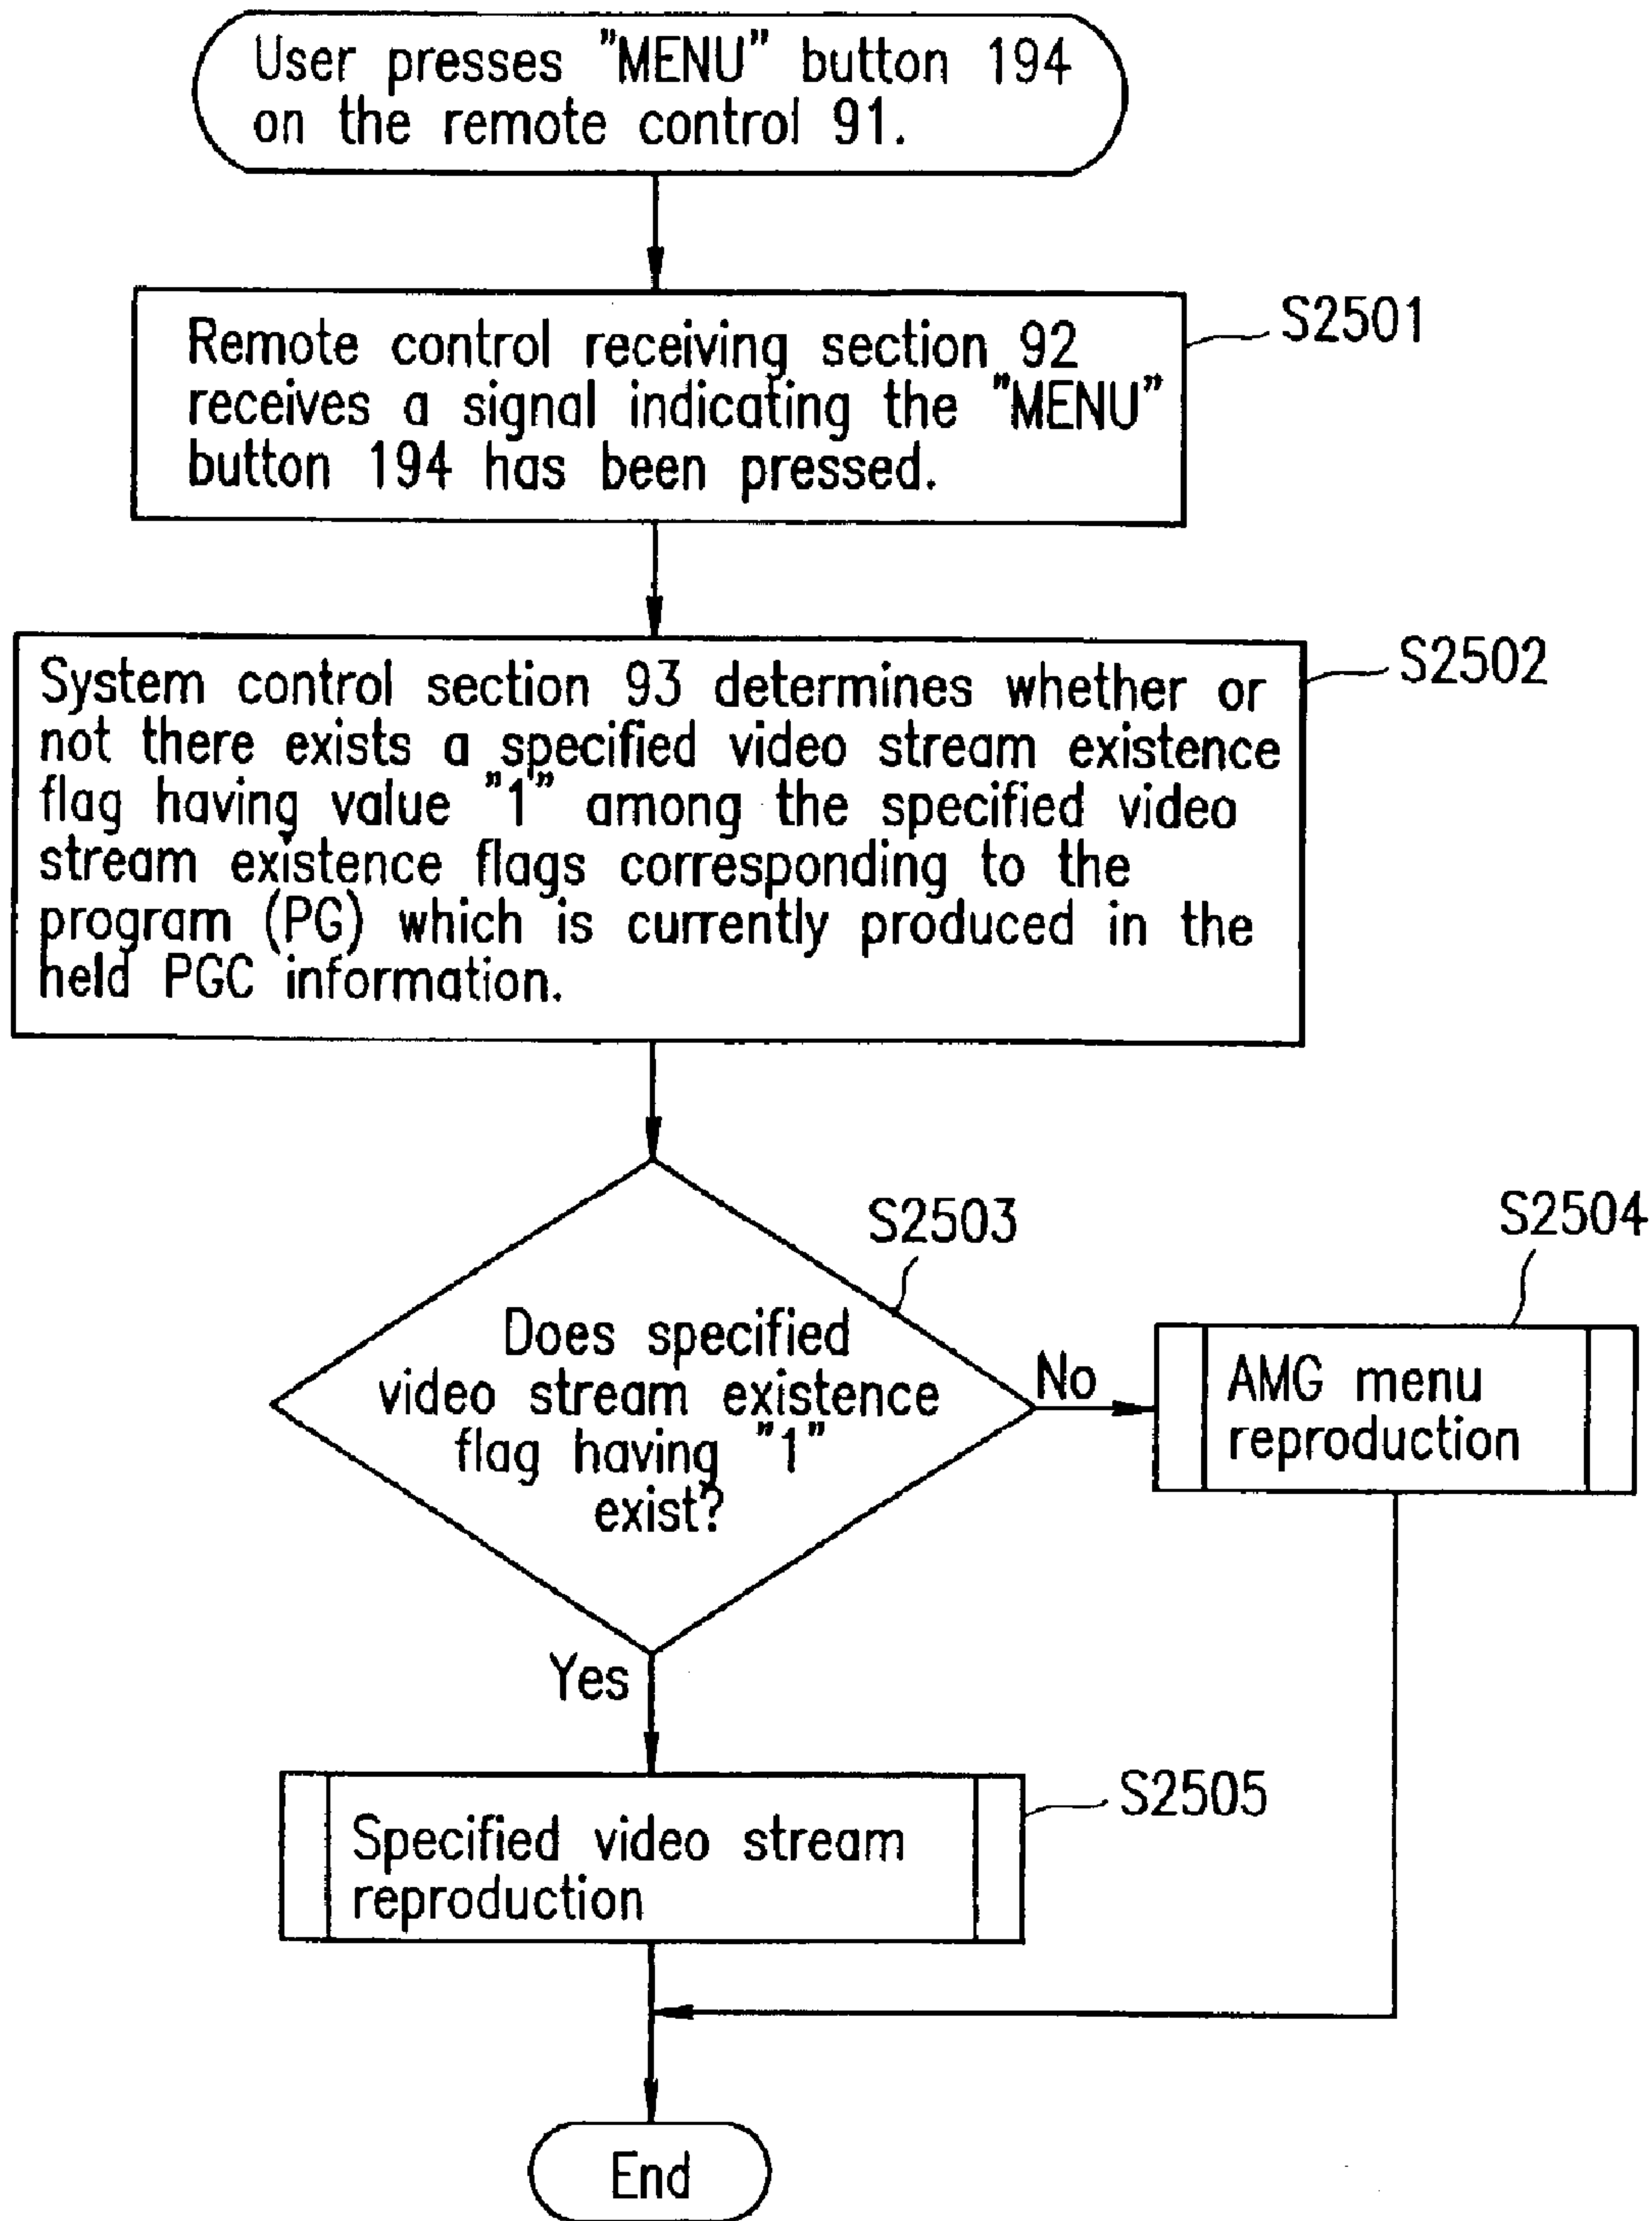 User presses "MENU" button 194
on the remote control 91.
Remote control receiving section 92
receives a signal indicating the "MENU"
button 194 has been pressed.
S2501
System control section 93 determines whether or
not there exists a specified video stream existence
flag having value "1" among the specified video
stream existence flags corresponding to the
program (PG) which is currently produced in the
held PGC information.
S2502
Does specified
video stream existence
flag having "1"
exist?
S2503
No
S2504
AMG menu
reproduction
Yes
Specified video stream
reproduction
S2505
End